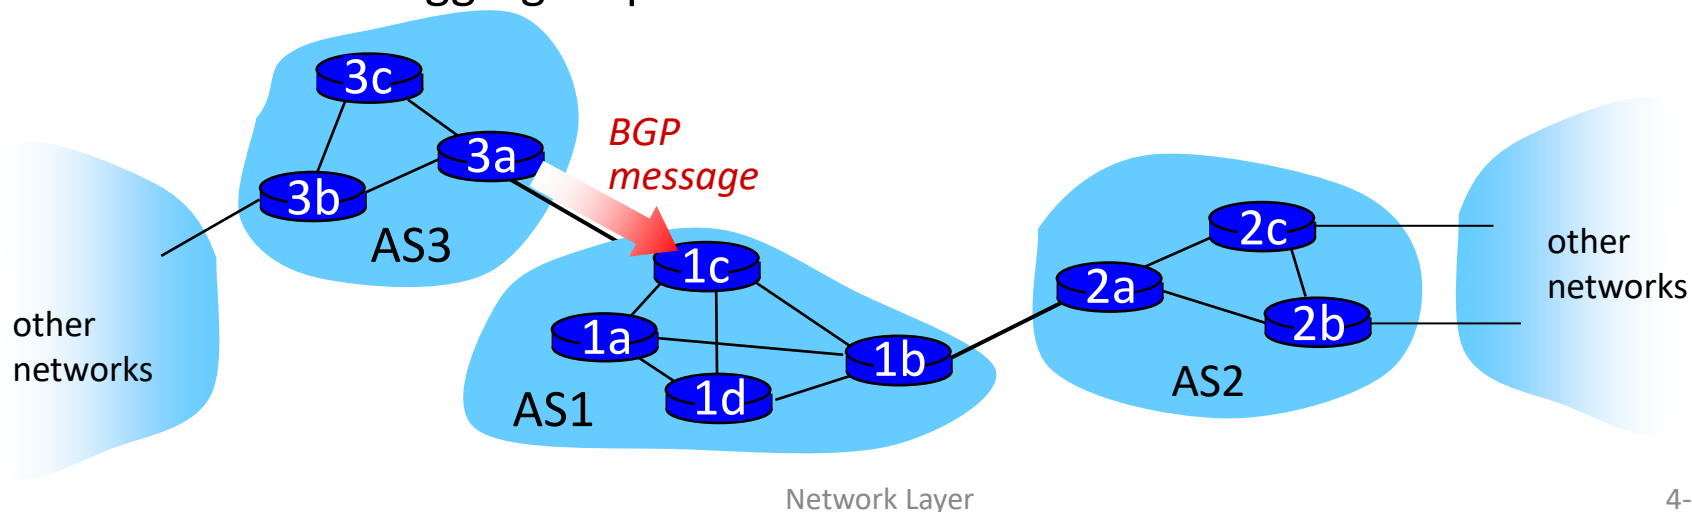 3c
BGP
message
3a
3b
AS3
1c
1a
1b
1d
AS1
2c
2a
2b
AS2
other
networks
other
networks
Network Layer
4-